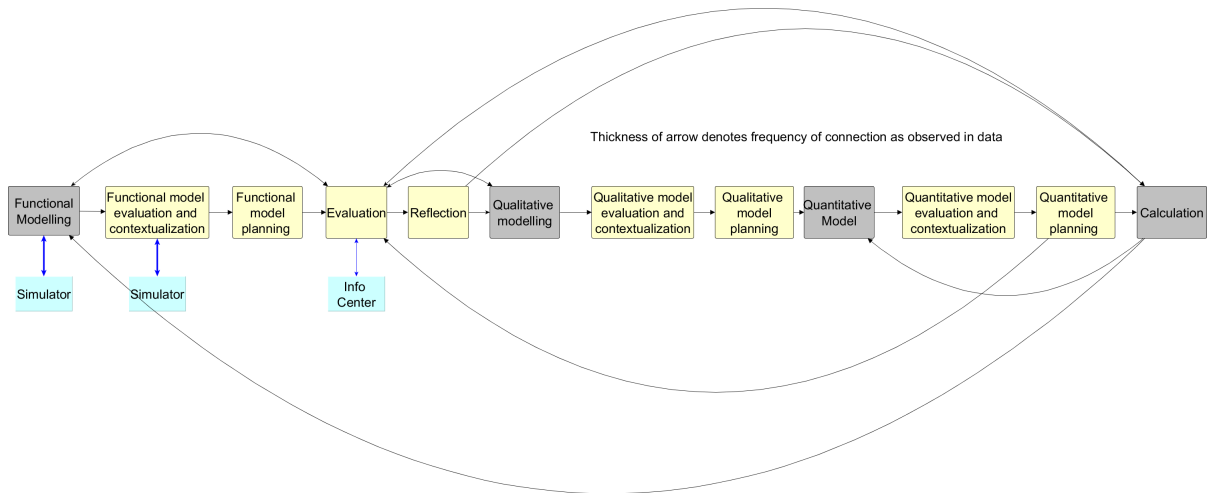 Thickness of arrow denotes frequency of connection as observed in data
Functional
Modelling
Functional model
evaluation and
contextualization
Functional
model
planning
Evaluation
Reflection
Qualitative
modelling
Qualitative model
evaluation and
contextualization
Qualitative
model
planning
Quantitative
Model
Quantitative model
evaluation and
contextualization
Quantitative
model
planning
Calculation
Simulator
Simulator
Info
Center